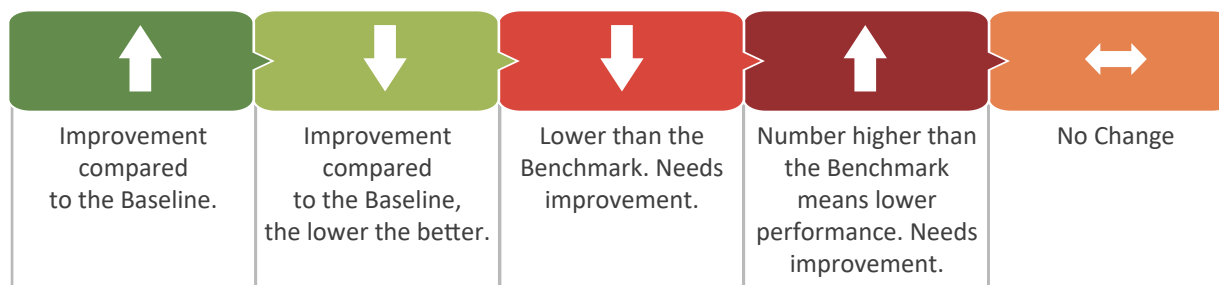 Improvement
compared
to the Baseline.
Improvement
compared
to the Baseline,
the lower the better.
Lower than the
Benchmark. Needs
improvement.
Number higher than
the Benchmark
means lower
performance. Needs
improvement.
No Change